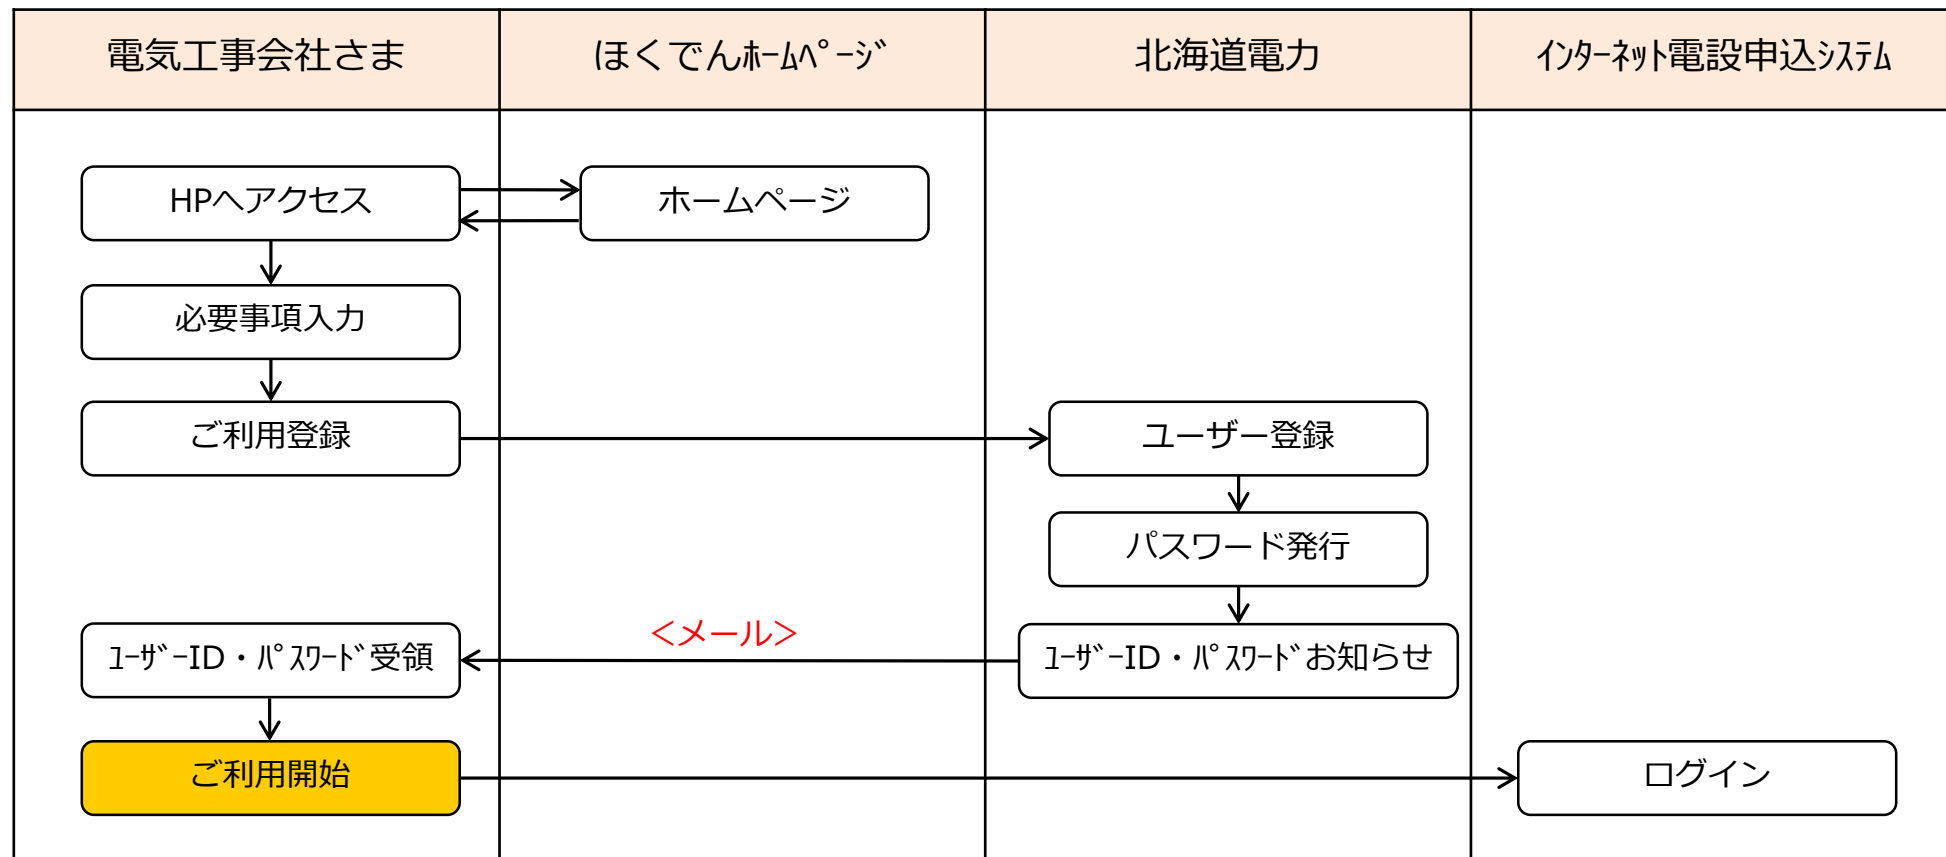 電気工事会社さま
ほくでんﾎｰﾑﾍﾟｰｼﾞ
北海道電力
ｲﾝﾀｰﾈｯﾄ電設申込ｼｽﾃﾑ
HPへアクセス
ホームページ
必要事項入力
ご利用登録
ユーザー登録
パスワード発行
<メール>
ﾕｰｻﾞｰID・ﾊﾟｽﾜｰﾄﾞ受領
ﾕｰｻﾞｰID・ﾊﾟｽﾜｰﾄﾞお知らせ
ご利用開始
ログイン